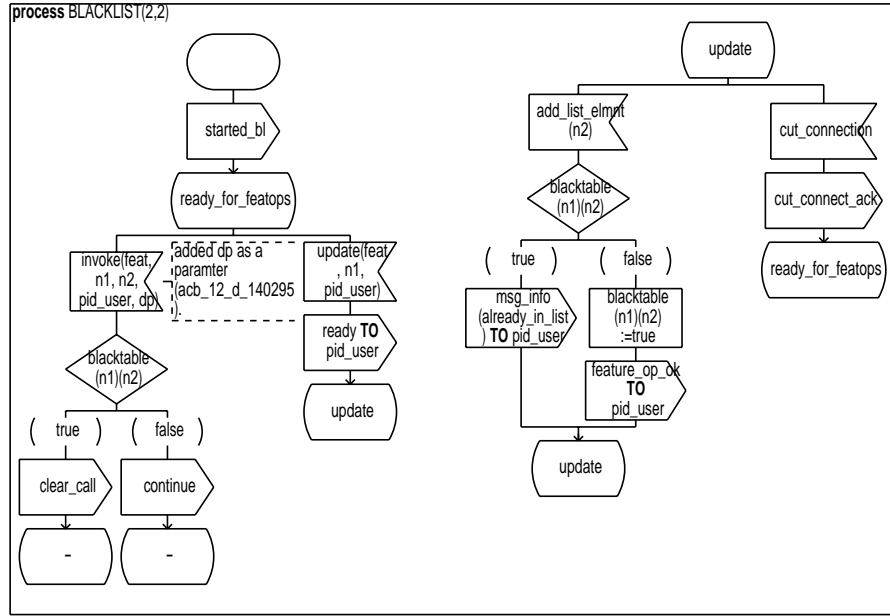 process BLACKLIST(2,2)
started_bl
ready_for_featops
invoke(feat,
n1, n2,
pid_user, dp)
added dp as a
paramter
(acb_12_d_140295
).
update(feat
, n1,
pid_user)
ready TO
pid_user
update
blacktable
(n1)(n2)
( true )
( false )
clear_call
continue
-
-
update
add_list_elmnt
(n2)
blacktable
(n1)(n2)
( true )
( false )
msg_info
(already_in_list
) TO pid_user
blacktable
(n1)(n2)
:=true
feature_op_ok
TO
pid_user
update
cut_connection
cut_connect_ack
ready_for_featops